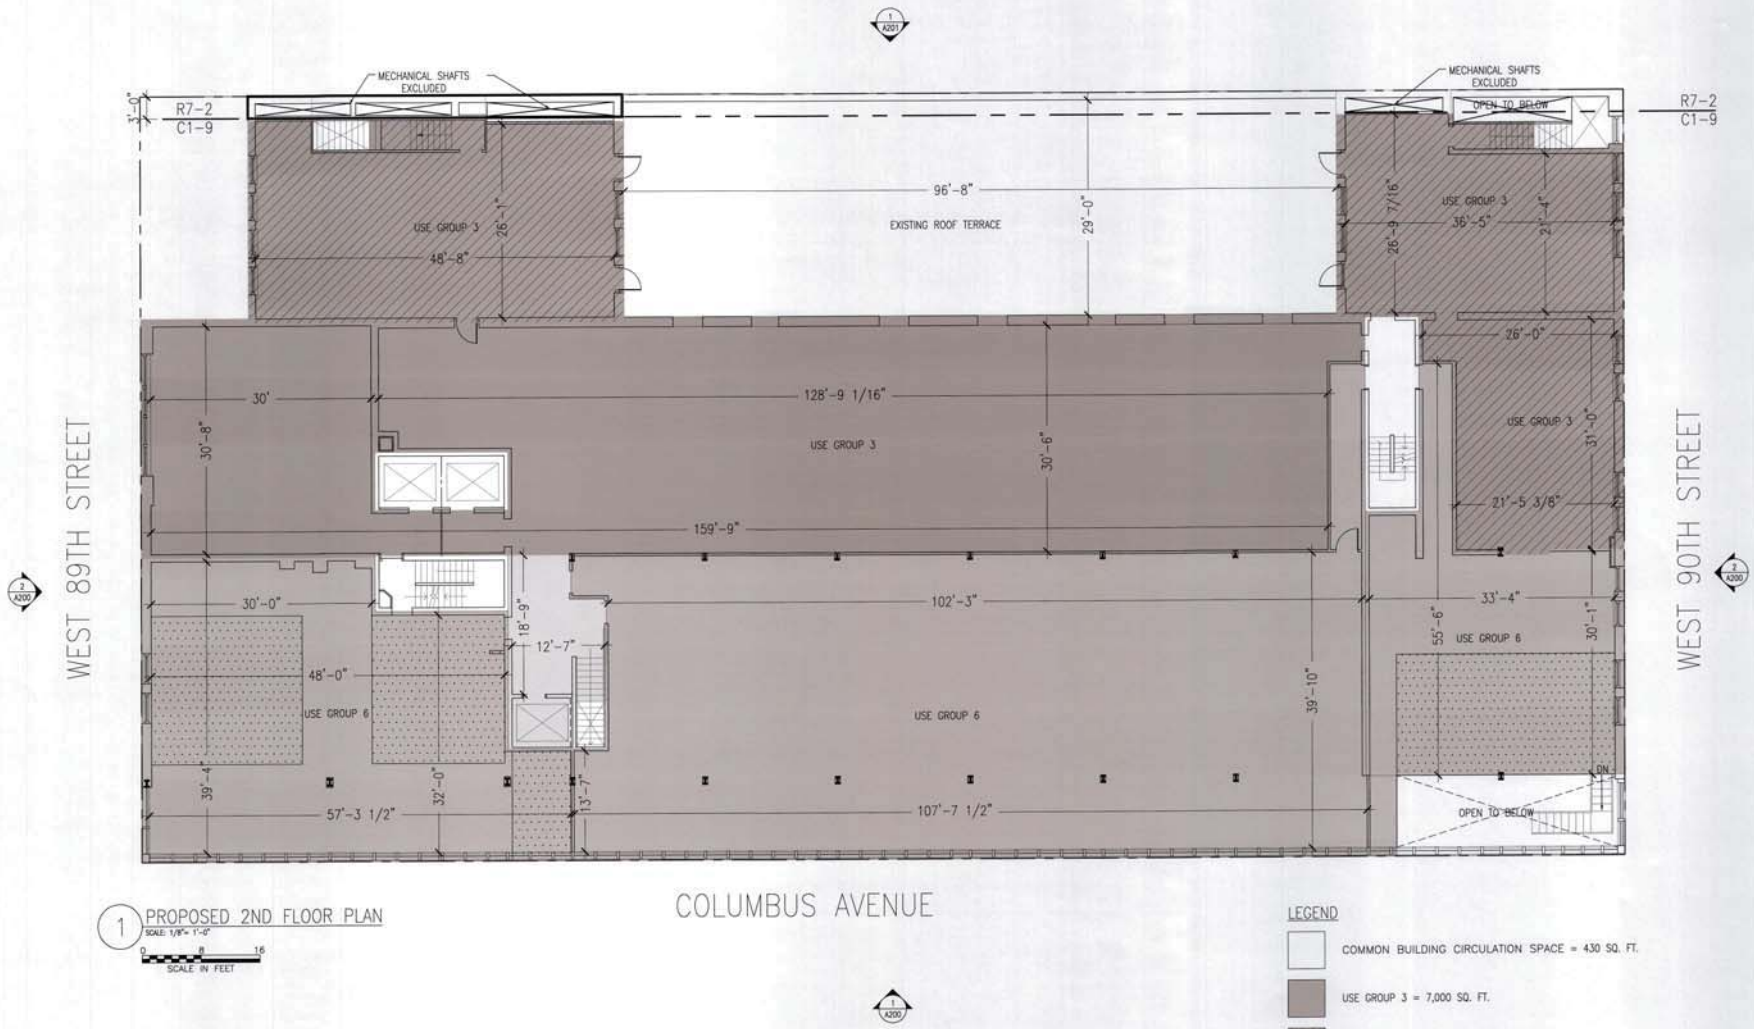 1
A201
MECHANICAL SHAFTS
EXCLUDED
MECHANICAL SHAFTS
EXCLUDED
OPEN TO BELOW
3'-0"
R7-2
C1-9
R7-2
C1-9
96'-8"
EXISTING ROOF TERRACE
29'-0"
USE GROUP 3
26'-1"
48'-8"
26'-9 7/16"
USE GROUP 3
36'-5"
21'-4"
26'-0"
30'
30'-8"
128'-9 1/16"
USE GROUP 3
30'-6"
159'-9"
USE GROUP 3
31'-0"
21'-5 3/8"
WEST 89TH STREET
WEST 90TH STREET
2
A200
2
A200
30'-0"
18'-9"
12'-7"
102'-3"
33'-4"
55'-6"
USE GROUP 6
30'-1"
48'-0"
USE GROUP 6
39'-4"
32'-0"
57'-3 1/2"
13'-7"
USE GROUP 6
39'-10"
107'-7 1/2"
DN
OPEN TO BELOW
COLUMBUS AVENUE
1
PROPOSED 2ND FLOOR PLAN
SCALE: 1/8"= 1'-0"
0 8 16
SCALE IN FEET
1
A200
LEGEND
COMMON BUILDING CIRCULATION SPACE = 430 SQ. FT.
USE GROUP 3 = 7,000 SQ. FT.